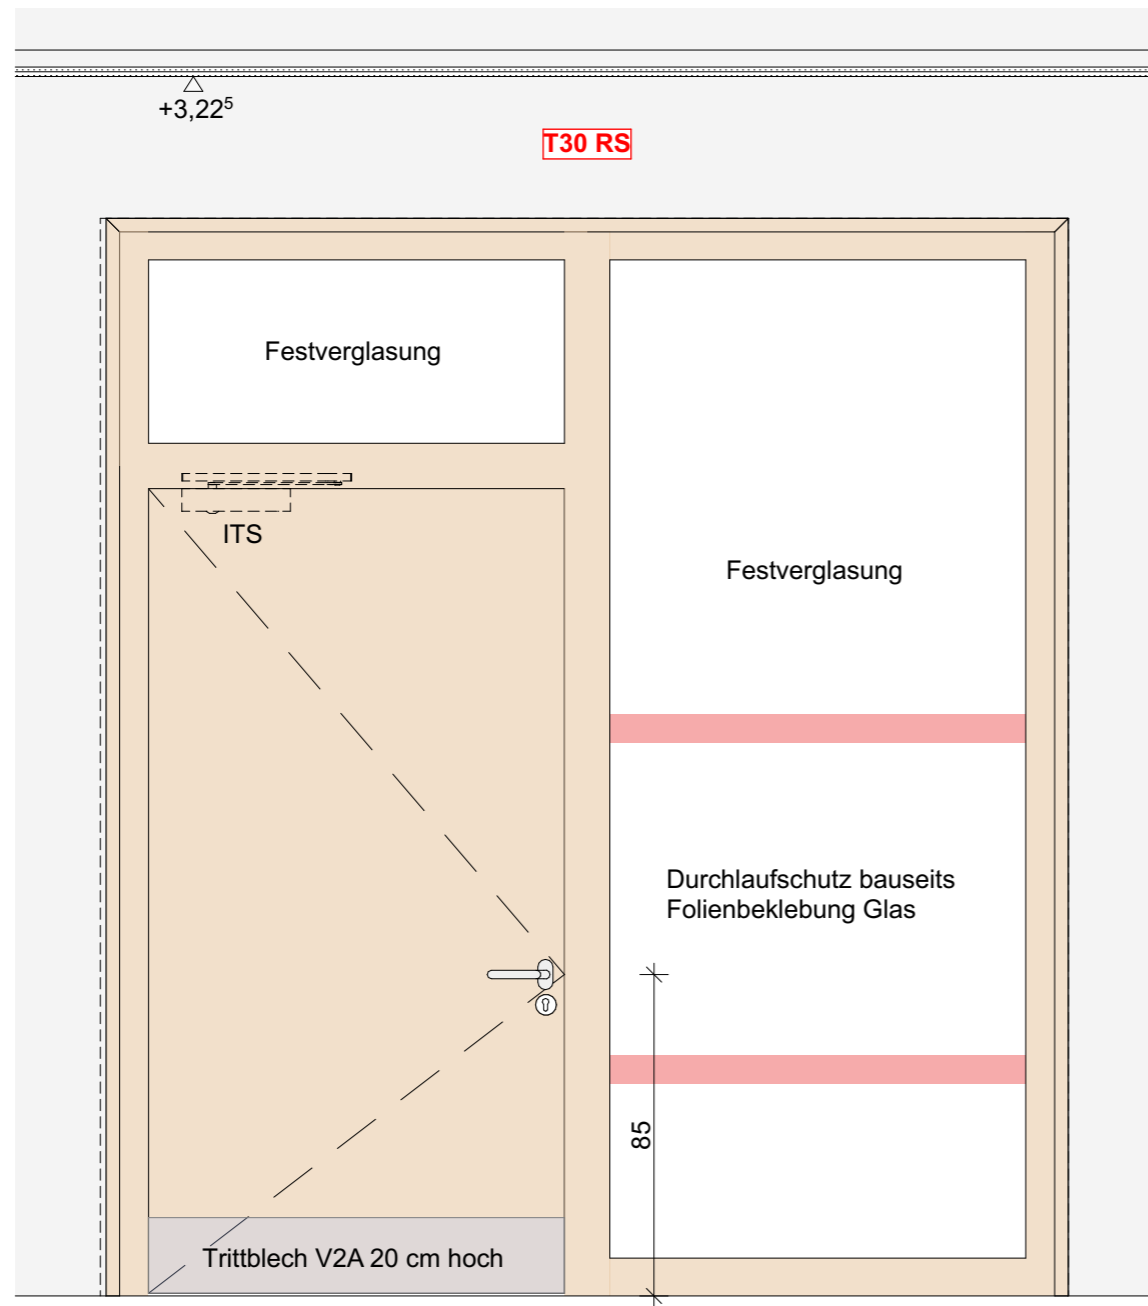 +3,22⁵
T30 RS
Festverglasung
ITS
Festverglasung
Durchlaufschutz bauseits
Folienbeklebung Glas
85
Trittblech V2A 20 cm hoch